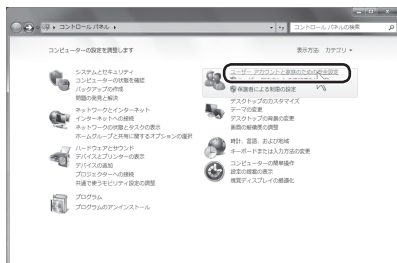 コントロール パネル
コントロール パネルの検索
コンピューターの設定を調整します
表示方法: カテゴリ
システムとセキュリティ
コンピューターの状態を確認
バックアップの作成
問題の発見と解決
ネットワークとインターネット
インターネットへの接続
ネットワークの状態とタスクの表示
ホームグループと共有に関するオプションの選択
ハードウェアとサウンド
デバイスとプリンターの表示
デバイスの追加
プロジェクターへの接続
共通で使うモビリティ設定の調整
プログラム
プログラムのアンインストール
ユーザー アカウントと家族のための安全設定
保護者による制限の設定
デスクトップのカスタマイズ
テーマの変更
デスクトップの背景の変更
画面の解像度の調整
時計、言語、および地域
キーボードまたは入力方法の変更
コンピューターの簡単操作
設定の提案の表示
視覚ディスプレイの最適化